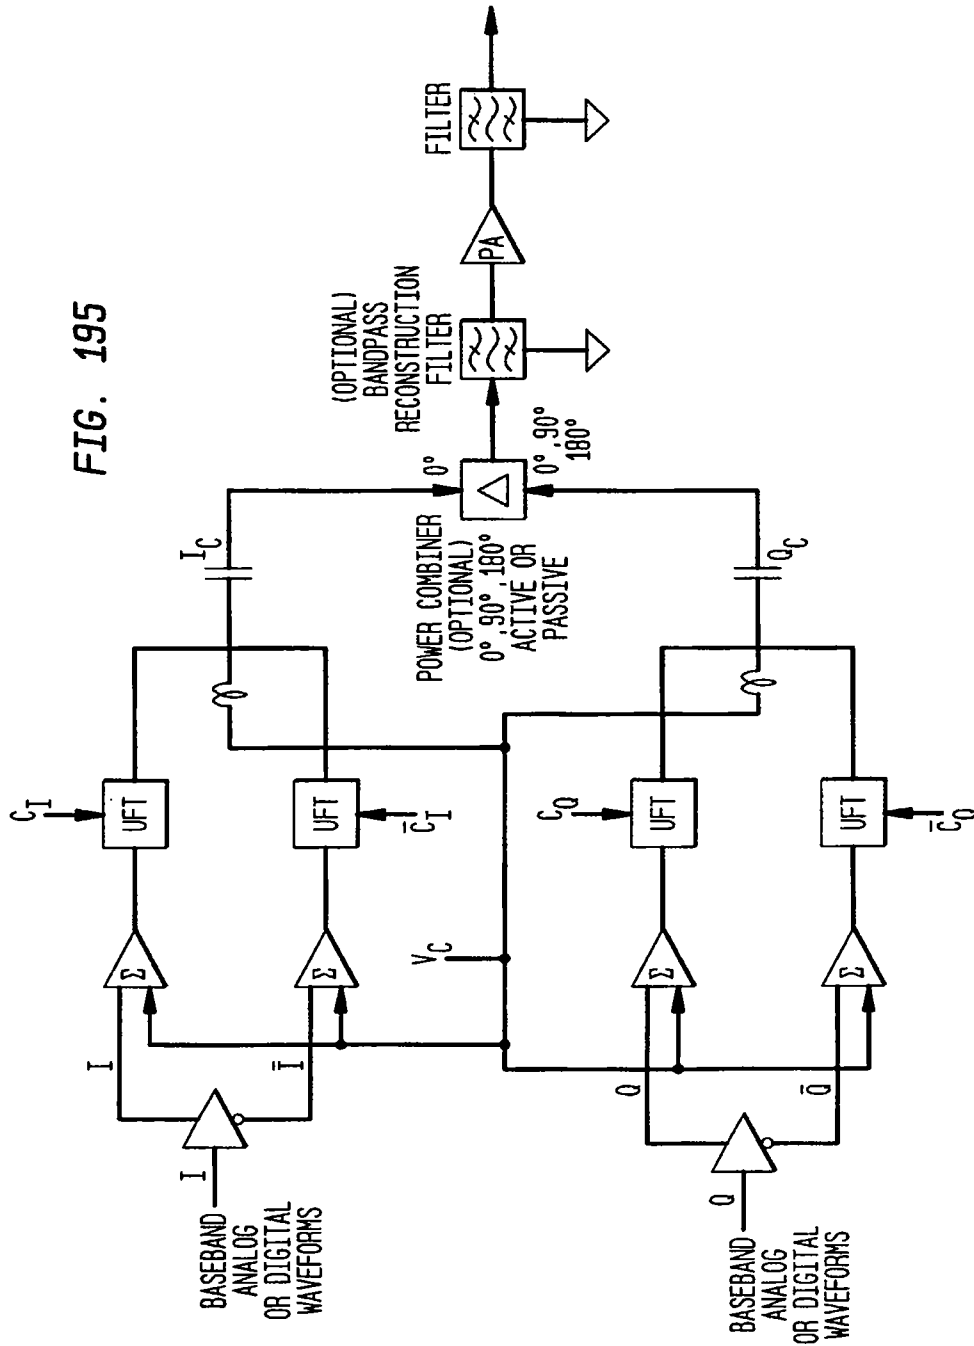 FIG. 195
BASEBAND
ANALOG
OR DIGITAL
WAVEFORMS
I
I
Ī
Σ
Σ
C_I
UFT
UFT
C̄_I
I_C
V_C
BASEBAND
ANALOG
OR DIGITAL
WAVEFORMS
Q
Q
Q̄
Σ
Σ
C_Q
UFT
UFT
C̄_Q
Q_C
POWER COMBINER
(OPTIONAL)
0°,90°,180°
ACTIVE OR
PASSIVE
0°
0°,90°
180°
(OPTIONAL)
BANDPASS
RECONSTRUCTION
FILTER
PA
FILTER